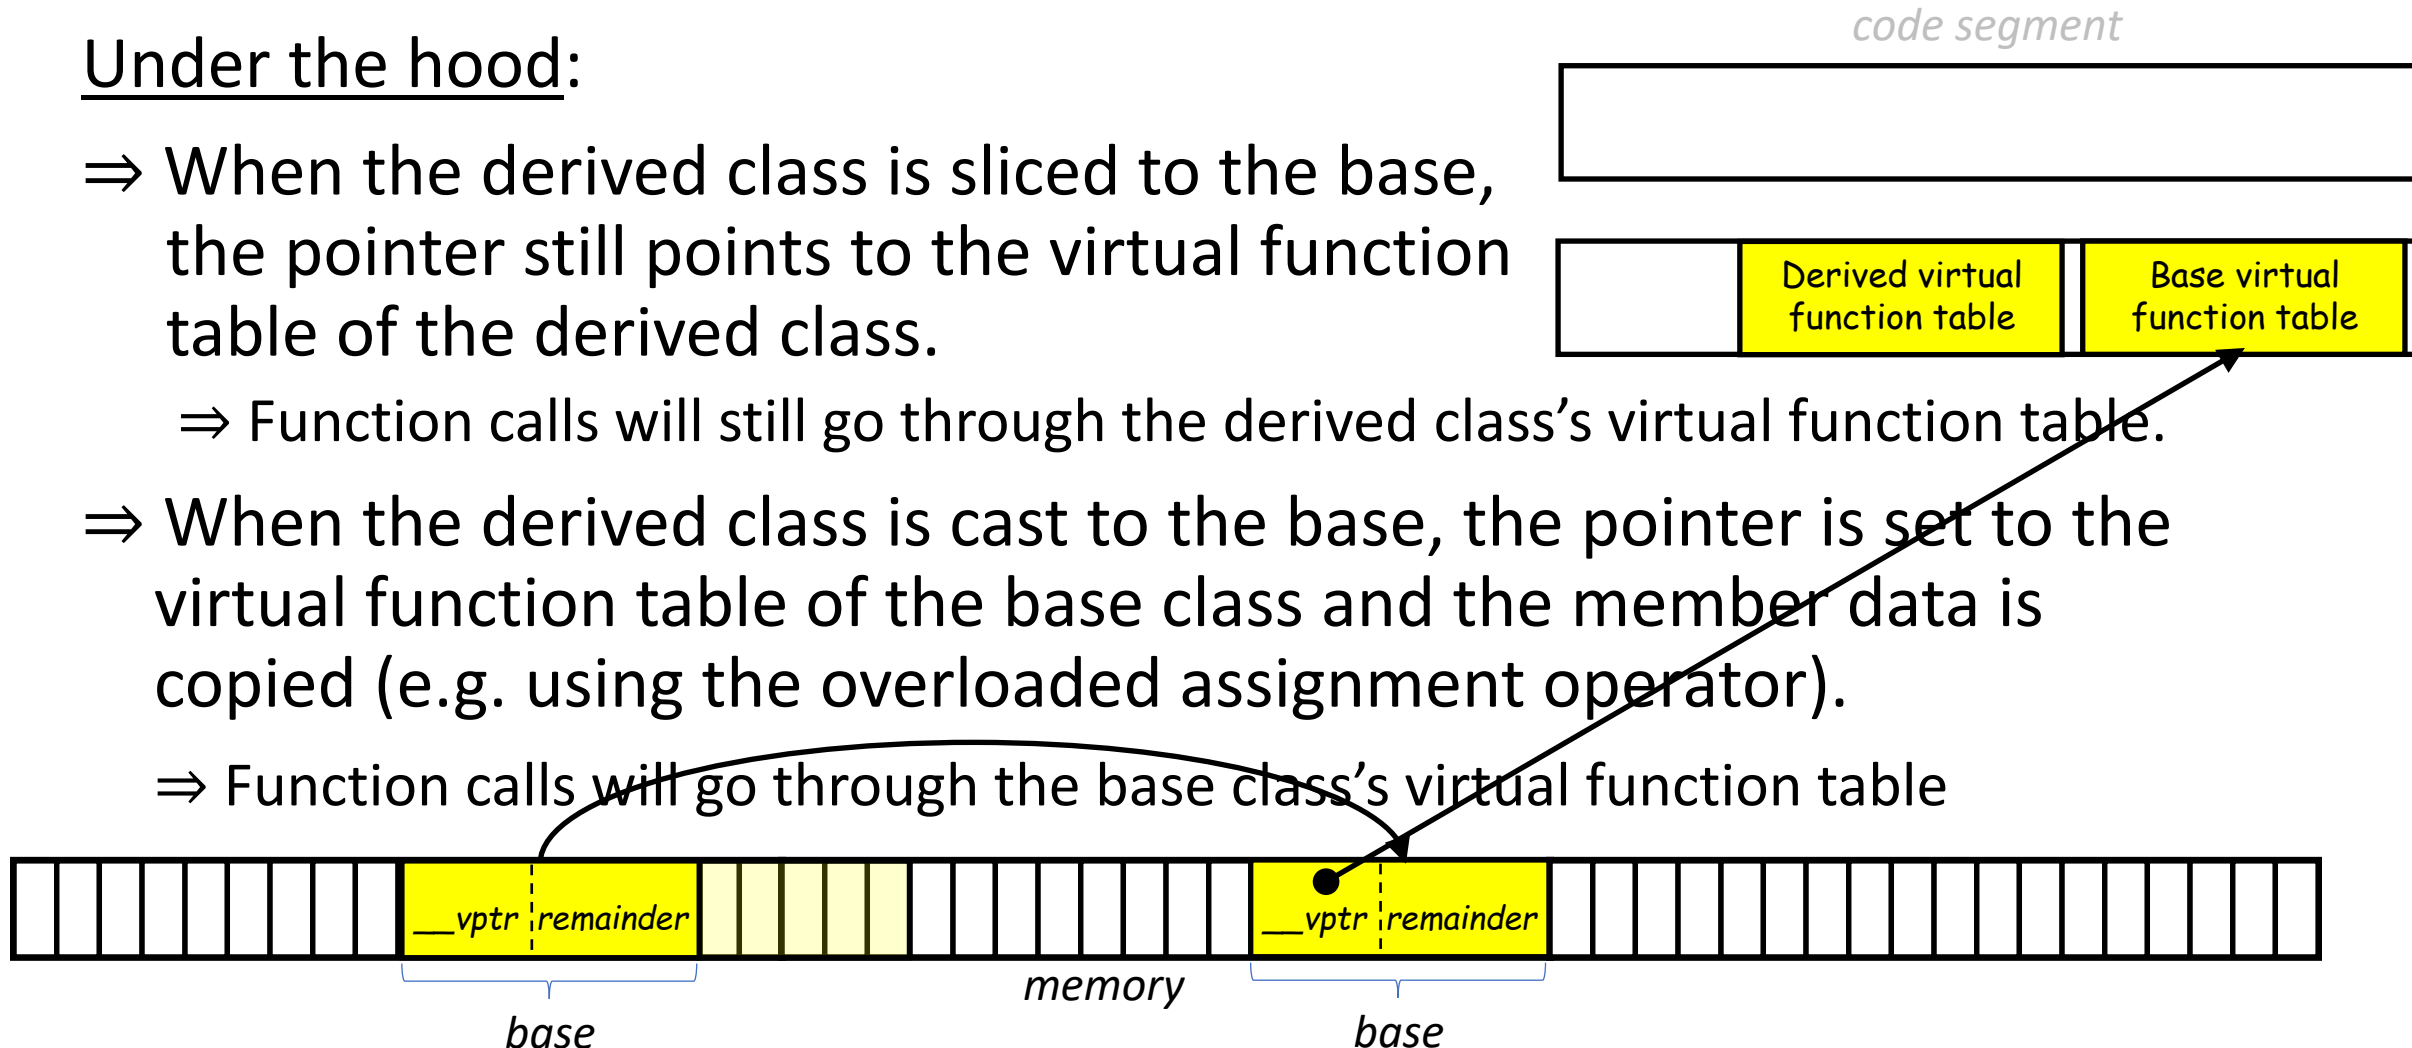 code segment
Under the hood:
⇒ When the derived class is sliced to the base,
the pointer still points to the virtual function
table of the derived class.
Derived virtual
function table
Base virtual
function table
⇒ Function calls will still go through the derived class’s virtual function table.
⇒ When the derived class is cast to the base, the pointer is set to the
virtual function table of the base class and the member data is
copied (e.g. using the overloaded assignment operator).
⇒ Function calls will go through the base class’s virtual function table
__vptr remainder
__vptr remainder
memory
base
base